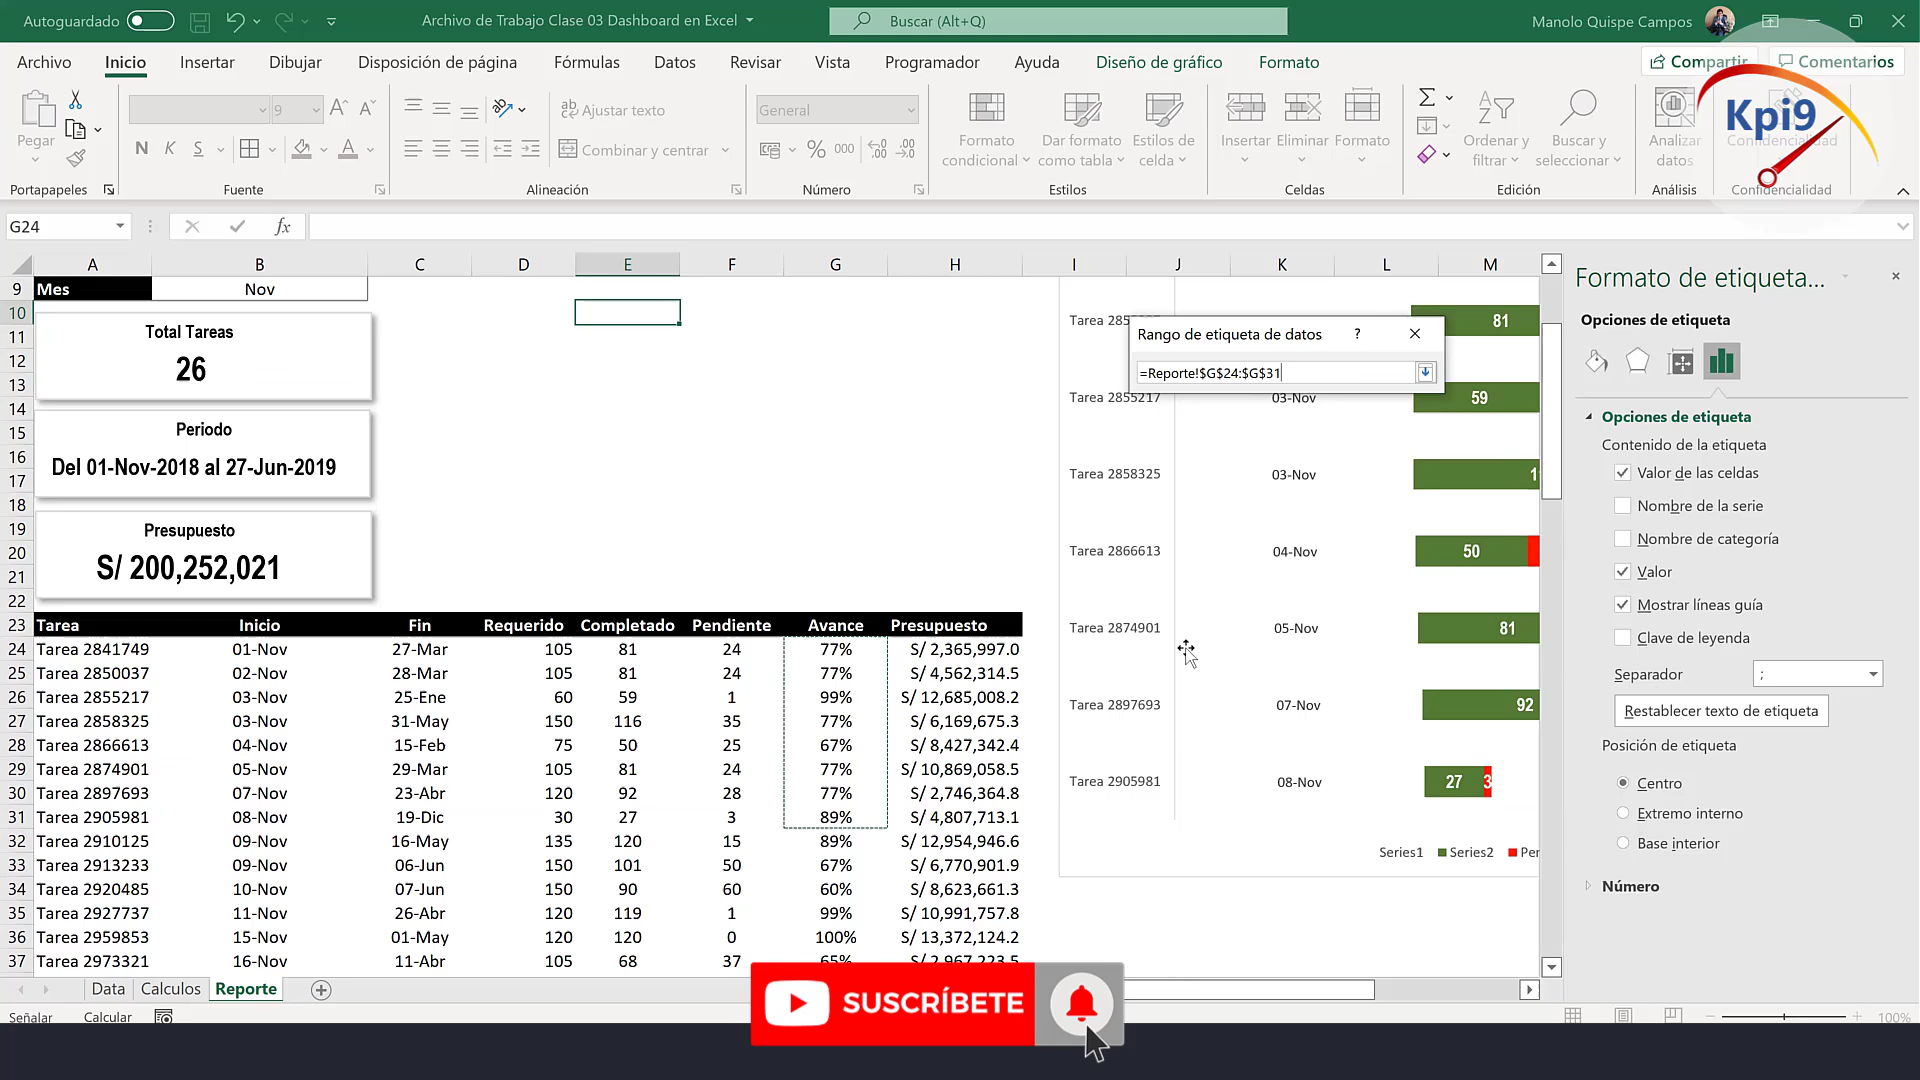 Autoguardado
Archivo de Trabajo Clase 03 Dashboard en Excel
Buscar (Alt+Q)
Manolo Quispe Campos
Archivo Inicio Insertar Dibujar Disposición de página Fórmulas Datos Revisar Vista Programador Ayuda Diseño de gráfico Formato
Compartir Comentarios
Kpi9
Pegar
Portapapeles
9
N K S
Fuente
Ajustar texto
Combinar y centrar
Alineación
General
% 000
Número
Formato condicional
Dar formato como tabla
Estilos de celda
Estilos
Insertar Eliminar Formato
Celdas
Ordenar y filtrar
Buscar y seleccionar
Edición
Analizar datos
Análisis
Confidencialidad
Confidencialidad
G24
fx
A B C D E F G H I J K L M
9 Mes Nov
10
11
12
13
14
15
16
17
18
19
20
21
22
Total Tareas
26
Periodo
Del 01-Nov-2018 al 27-Jun-2019
Presupuesto
S/ 200,252,021
23 Tarea Inicio Fin Requerido Completado Pendiente Avance Presupuesto
24 Tarea 2841749 01-Nov 27-Mar 105 81 24 77% S/ 2,365,997.0
25 Tarea 2850037 02-Nov 28-Mar 105 81 24 77% S/ 4,562,314.5
26 Tarea 2855217 03-Nov 25-Ene 60 59 1 99% S/ 12,685,008.2
27 Tarea 2858325 03-Nov 31-May 150 116 35 77% S/ 6,169,675.3
28 Tarea 2866613 04-Nov 15-Feb 75 50 25 67% S/ 8,427,342.4
29 Tarea 2874901 05-Nov 29-Mar 105 81 24 77% S/ 10,869,058.5
30 Tarea 2897693 07-Nov 23-Abr 120 92 28 77% S/ 2,746,364.8
31 Tarea 2905981 08-Nov 19-Dic 30 27 3 89% S/ 4,807,713.1
32 Tarea 2910125 09-Nov 16-May 135 120 15 89% S/ 12,954,946.6
33 Tarea 2913233 09-Nov 06-Jun 150 101 50 67% S/ 6,770,901.9
34 Tarea 2920485 10-Nov 07-Jun 150 90 60 60% S/ 8,623,661.3
35 Tarea 2927737 11-Nov 26-Abr 120 119 1 99% S/ 10,991,757.8
36 Tarea 2959853 15-Nov 01-May 120 120 0 100% S/ 13,372,124.2
37 Tarea 2973321 16-Nov 11-Abr 105 68 37 65% S/ 2,967,223.5
81
Rango de etiqueta de datos ?
=Reporte!$G$24:$G$31
Tarea 2855217 03-Nov 59
Tarea 2858325 03-Nov
Tarea 2866613 04-Nov 50
Tarea 2874901 05-Nov 81
Tarea 2897693 07-Nov 92
Tarea 2905981 08-Nov 27 3
Series1 Series2
Formato de etiqueta...
Opciones de etiqueta
Opciones de etiqueta
Contenido de la etiqueta
Valor de las celdas
Nombre de la serie
Nombre de categoría
Valor
Mostrar líneas guía
Clave de leyenda
Separador ;
Restablecer texto de etiqueta
Posición de etiqueta
Centro
Extremo interno
Base interior
Número
Data Calculos Reporte
Señalar Calcular
100%
SUSCRÍBETE